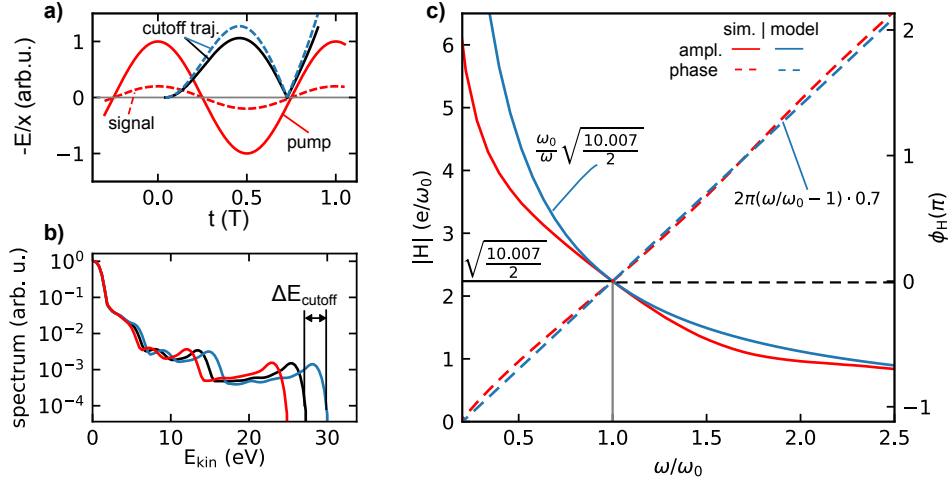 a)
-E/x (arb.u.)
1
0
−1
cutoff traj.
signal
pump
0.0
0.5
1.0
t (T)
b)
spectrum (arb. u.)
10⁰
10⁻¹
10⁻²
10⁻³
10⁻⁴
ΔE_cutoff
0
10
20
30
E_kin (eV)
c)
|H| (e/ω₀)
6
5
4
3
2
1
0
sim. | model
ampl.
phase
ω₀/ω √(10.007/2)
2π(ω/ω₀ − 1) · 0.7
√(10.007/2)
0.5
1.0
1.5
2.0
2.5
ω/ω₀
2
1
0
−1
ϕ_H(π)